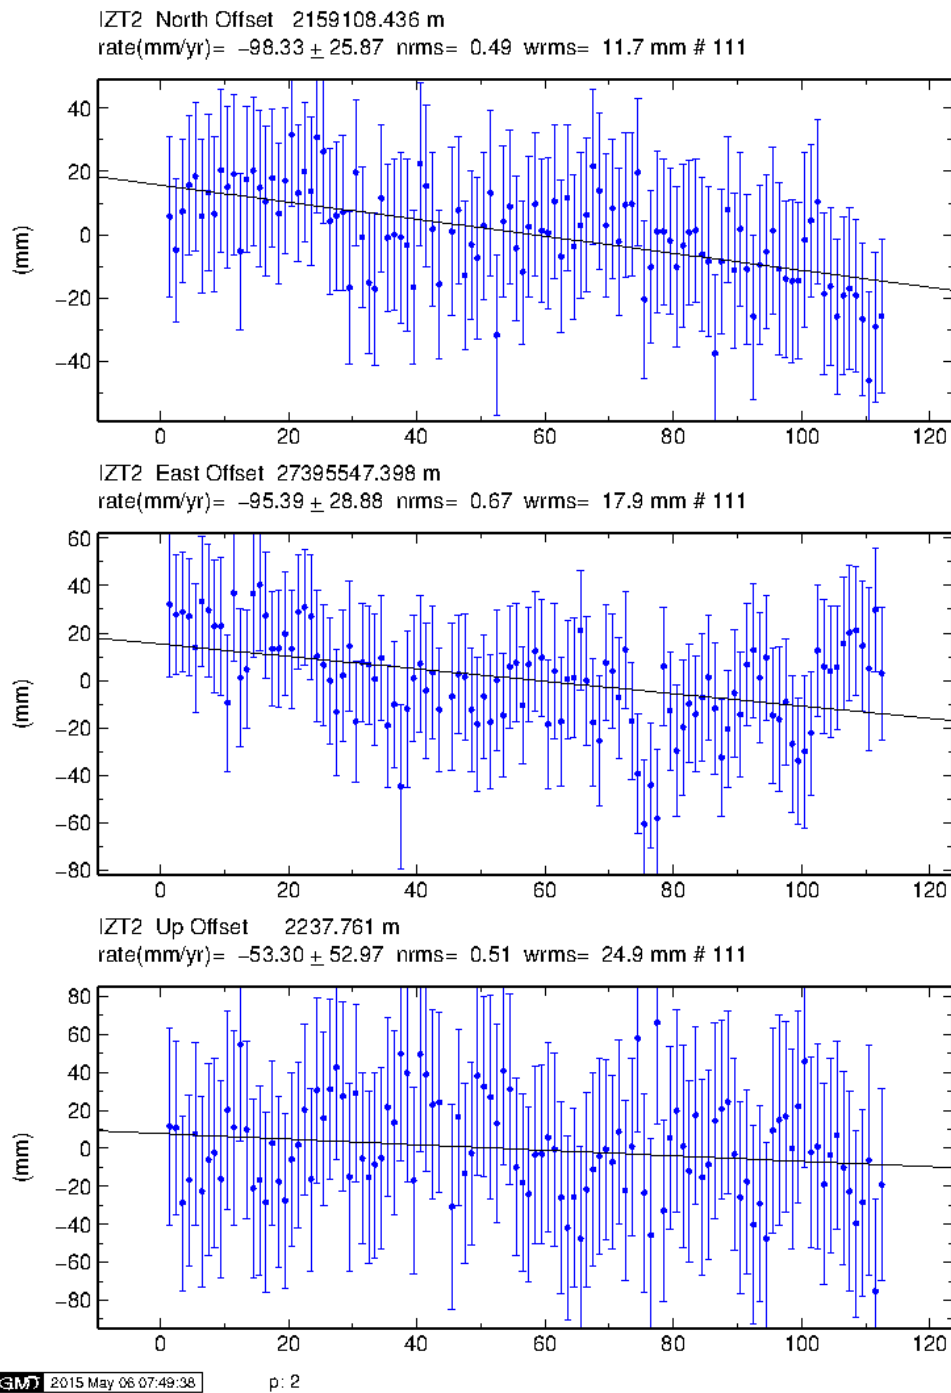 IZT2 North Offset 2159108.436 m
rate(mm/yr)= −98.33 ± 25.87 nrms= 0.49 wrms= 11.7 mm # 111
40
20
0
−20
−40
(mm)
0 20 40 60 80 100 120
IZT2 East Offset 27395547.398 m
rate(mm/yr)= −95.39 ± 28.88 nrms= 0.67 wrms= 17.9 mm # 111
60
40
20
0
−20
−40
−60
−80
(mm)
0 20 40 60 80 100 120
IZT2 Up Offset 2237.761 m
rate(mm/yr)= −53.30 ± 52.97 nrms= 0.51 wrms= 24.9 mm # 111
80
60
40
20
0
−20
−40
−60
−80
(mm)
0 20 40 60 80 100 120
GMT 2015 May 06 07:49:38 p: 2